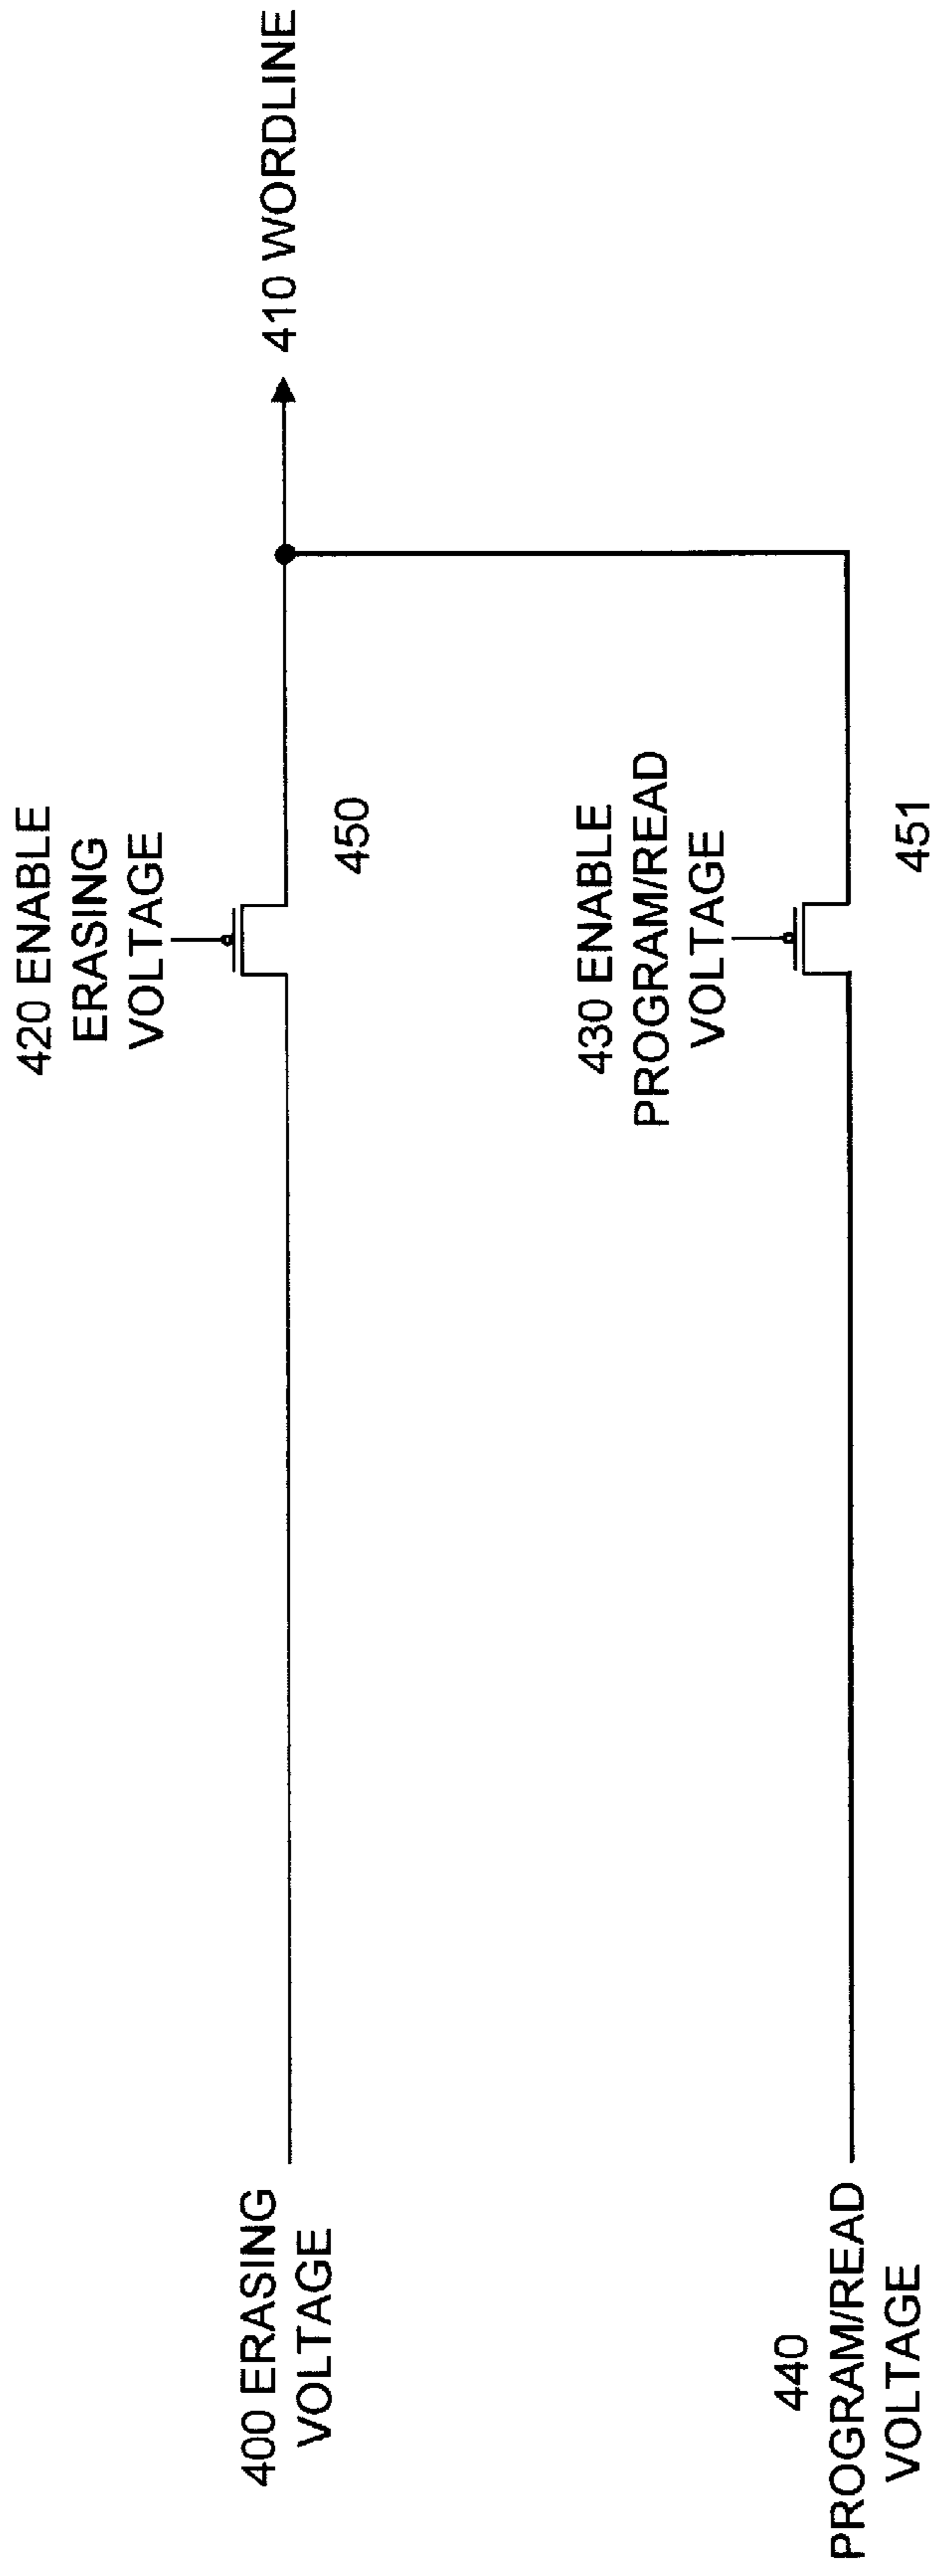 420 ENABLE
ERASING
VOLTAGE
400 ERASING
VOLTAGE
410 WORDLINE
450
430 ENABLE
PROGRAM/READ
VOLTAGE
440
PROGRAM/READ
VOLTAGE
451